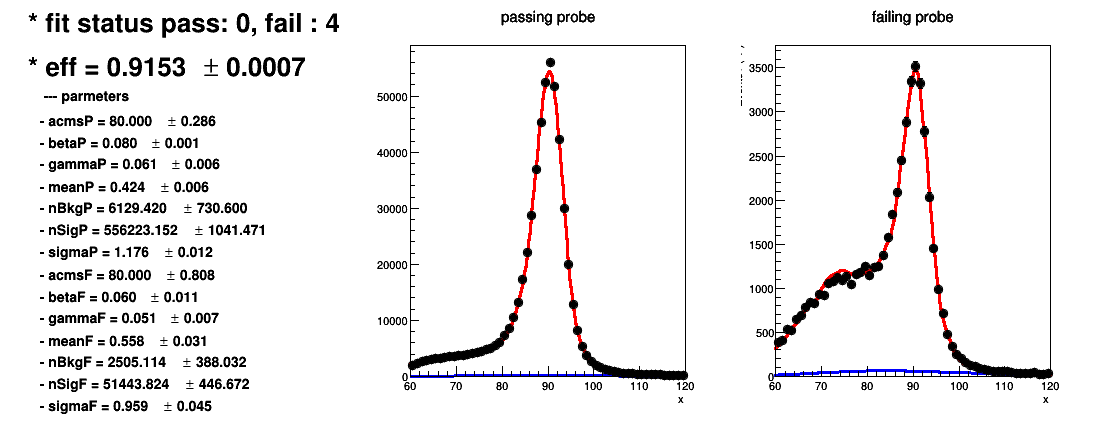 * fit status pass: 0, fail : 4
* eff = 0.9153 ± 0.0007
--- parmeters
- acmsP = 80.000 ± 0.286
- betaP = 0.080 ± 0.001
- gammaP = 0.061 ± 0.006
- meanP = 0.424 ± 0.006
- nBkgP = 6129.420 ± 730.600
- nSigP = 556223.152 ± 1041.471
- sigmaP = 1.176 ± 0.012
- acmsF = 80.000 ± 0.808
- betaF = 0.060 ± 0.011
- gammaF = 0.051 ± 0.007
- meanF = 0.558 ± 0.031
- nBkgF = 2505.114 ± 388.032
- nSigF = 51443.824 ± 446.672
- sigmaF = 0.959 ± 0.045
passing probe
50000
40000
30000
20000
10000
0
60 70 80 90 100 110 120
x
failing probe
3500
3000
2500
2000
1500
1000
500
0
60 70 80 90 100 110 120
x